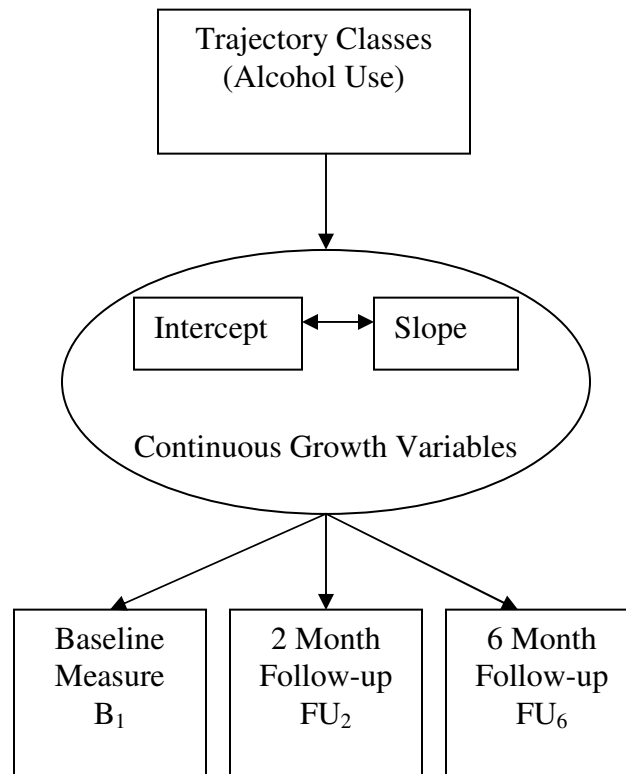 Trajectory Classes
(Alcohol Use)
Intercept
Slope
Continuous Growth Variables
Baseline
Measure
B₁
2 Month
Follow-up
FU₂
6 Month
Follow-up
FU₆